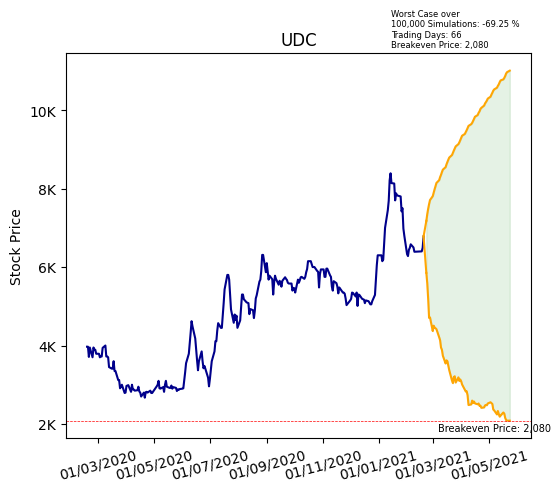 Worst Case over
100,000 Simulations: -69.25 %
Trading Days: 66
Breakeven Price: 2,080
UDC
Stock Price
10K
8K
6K
4K
2K
Breakeven Price: 2,080
01/03/2020 01/05/2020 01/07/2020 01/09/2020 01/11/2020 01/01/2021 01/03/2021 01/05/2021